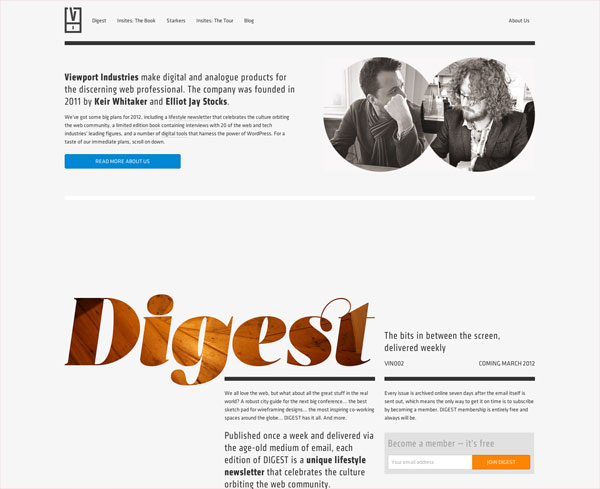 V
Digest Insites: The Book Starkers Insites: The Tour Blog About Us
Viewport Industries make digital and analogue products for
the discerning web professional. The company was founded in
2011 by Keir Whitaker and Elliot Jay Stocks.
We've got some big plans for 2012, including a lifestyle newsletter that celebrates the culture orbiting
the web community, a limited edition book containing interviews with 20 of the web and tech
industries' leading figures, and a number of digital tools that harness the power of WordPress. For a
taste of our immediate plans, scroll on down.
READ MORE ABOUT US
Digest
The bits in between the screen,
delivered weekly
VIN002 COMING MARCH 2012
We all love the web, but what about all the great stuff in the real
world? A robust city guide for the next big conference... the best
sketch pad for wireframing designs... the most inspiring co-working
spaces around the globe... DIGEST has it all. And more.
Published once a week and delivered via
the age-old medium of email, each
edition of DIGEST is a unique lifestyle
newsletter that celebrates the culture
orbiting the web community.
Every issue is archived online seven days after the email itself is
sent out, which means the only way to get it on time is to subscribe
by becoming a member. DIGEST membership is entirely free and
always will be.
Become a member – it's free
Your email address JOIN DIGEST